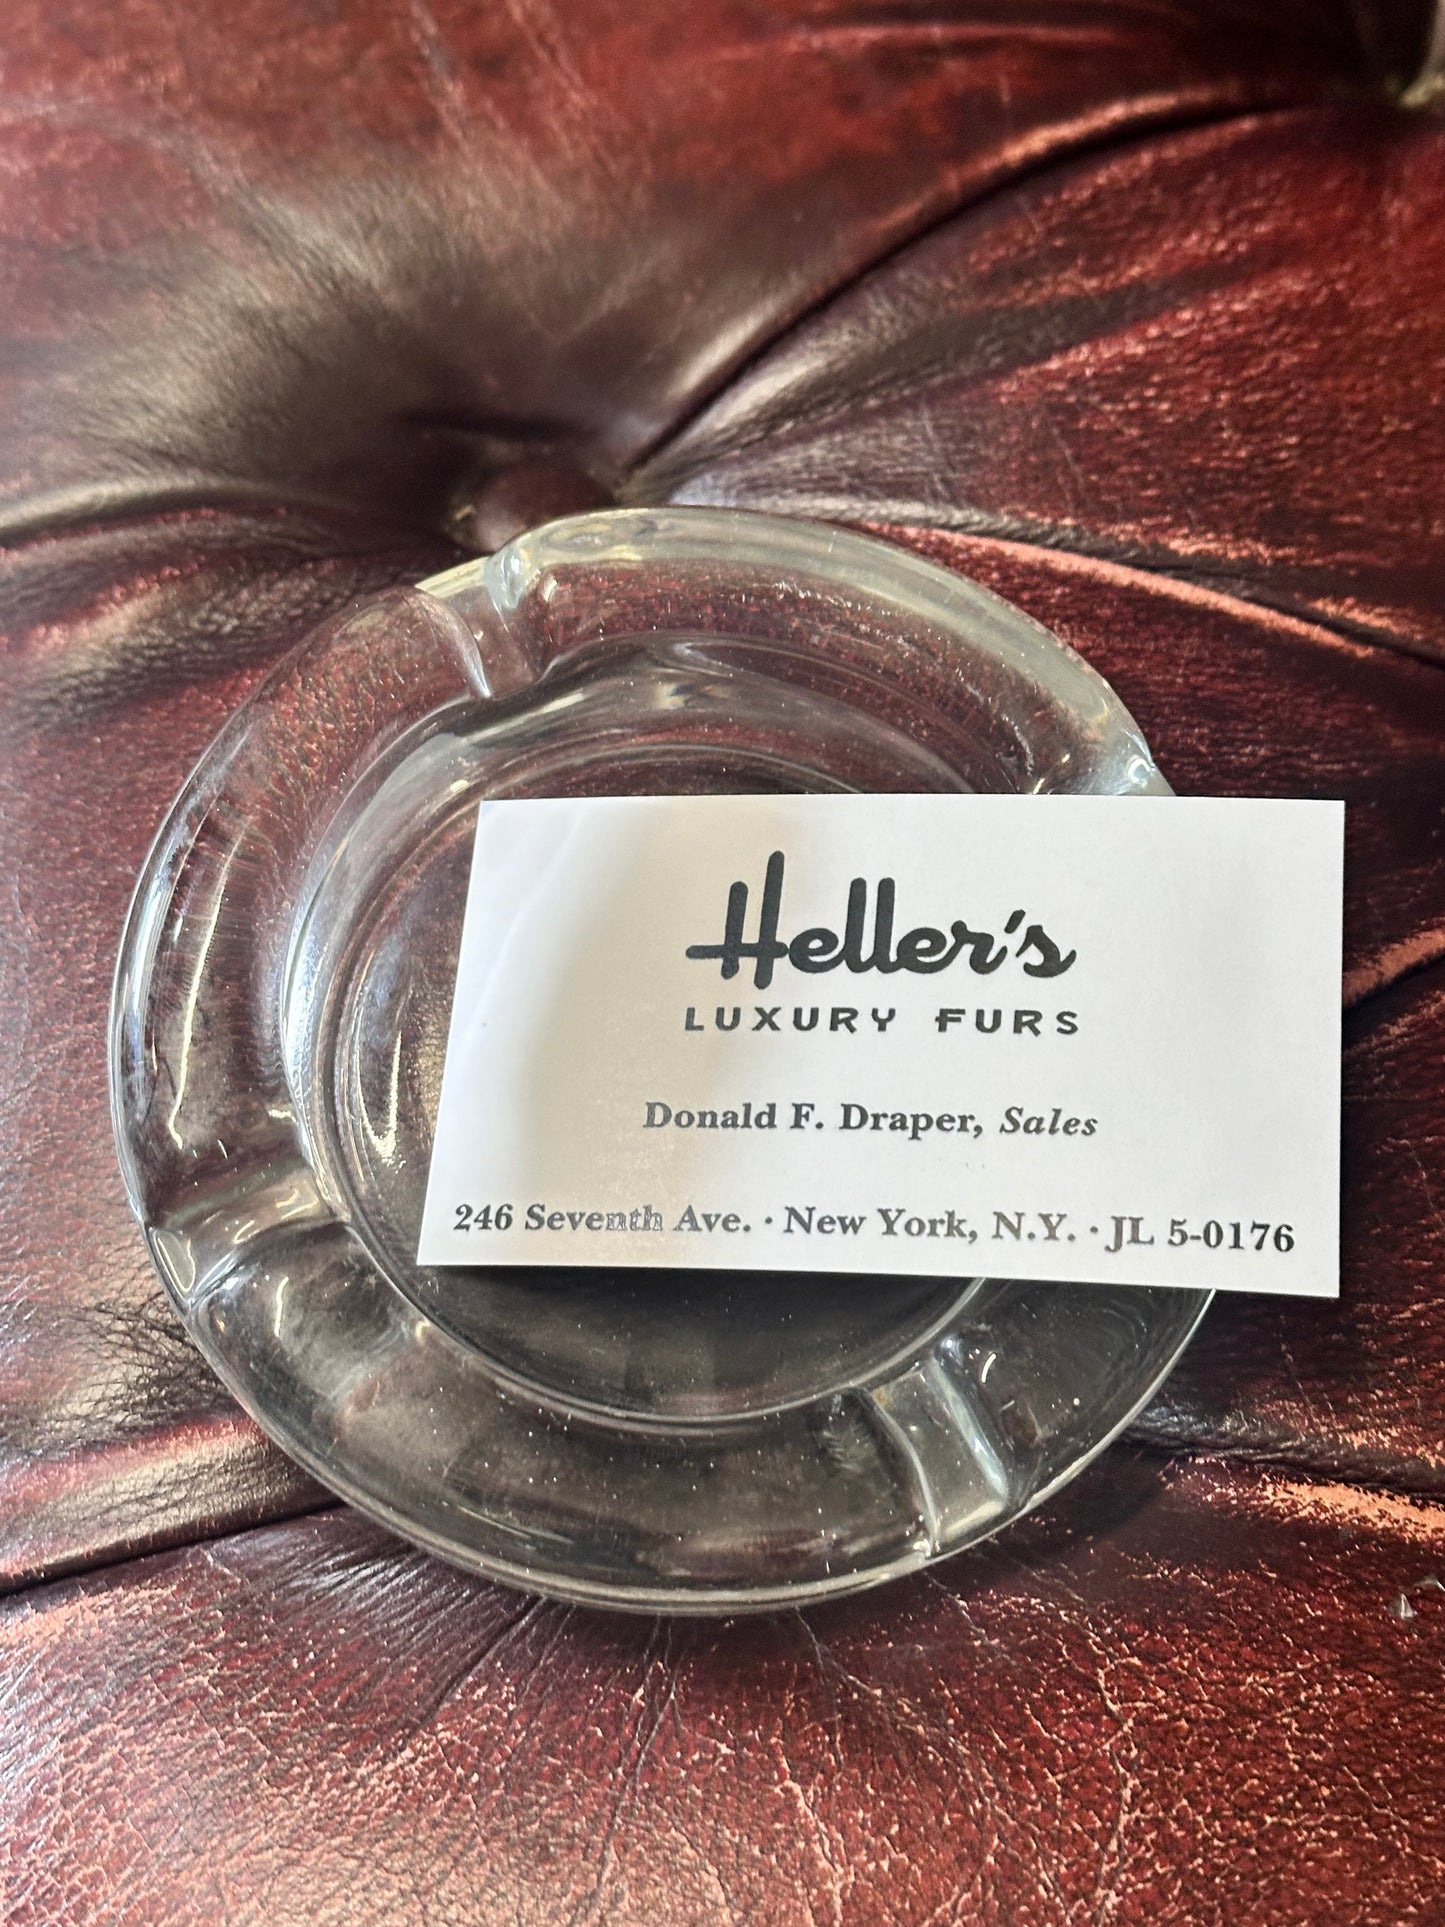 Heller's
LUXURY FURS
Donald F. Draper, Sales
246 Seventh Ave. · New York, N.Y. · JL 5-0176